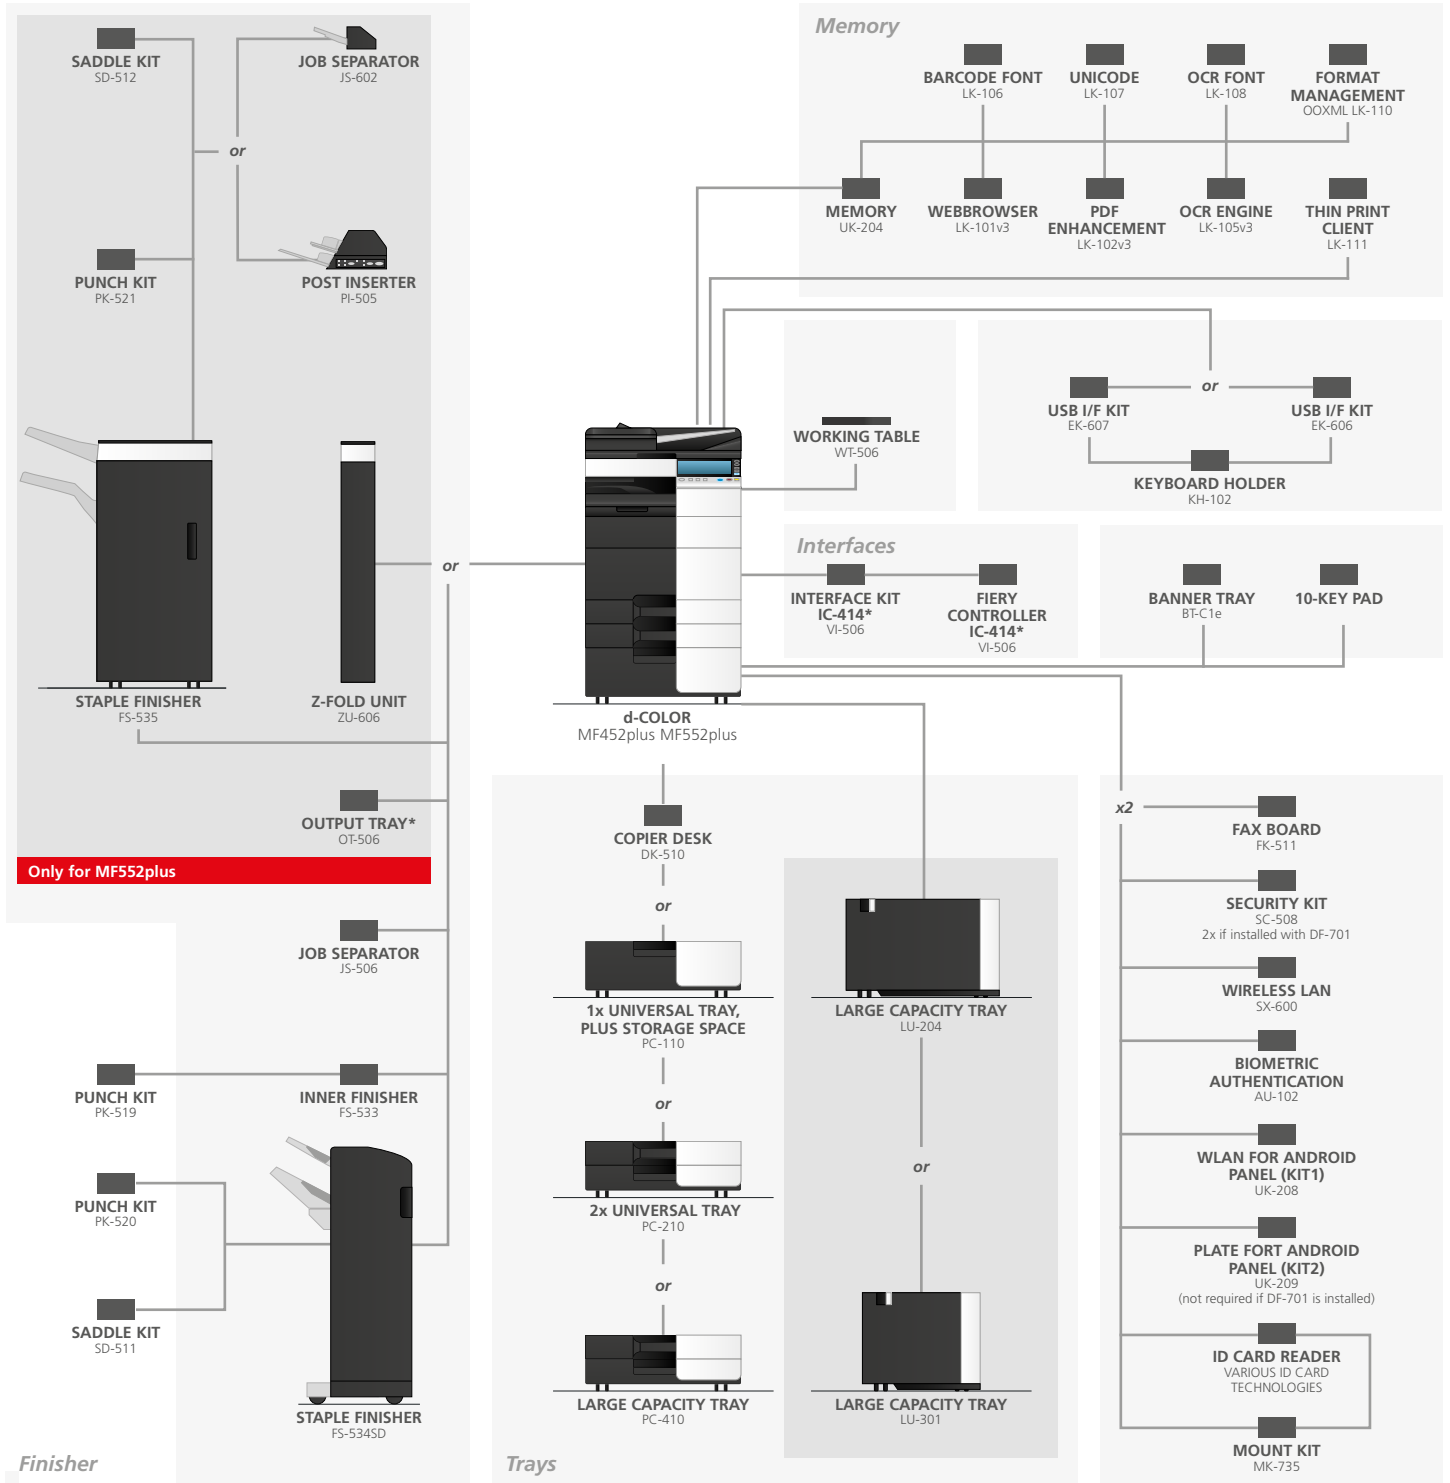 SADDLE KIT
SD-512
JOB SEPARATOR
JS-602
or
PUNCH KIT
PK-521
POST INSERTER
PI-505
STAPLE FINISHER
FS-535
Z-FOLD UNIT
ZU-606
or
OUTPUT TRAY*
OT-506
Only for MF552plus
JOB SEPARATOR
JS-506
PUNCH KIT
PK-519
INNER FINISHER
FS-533
PUNCH KIT
PK-520
SADDLE KIT
SD-511
STAPLE FINISHER
FS-534SD
Finisher
Memory
BARCODE FONT
LK-106
UNICODE
LK-107
OCR FONT
LK-108
FORMAT
MANAGEMENT
OOXML LK-110
MEMORY
UK-204
WEBBROWSER
LK-101v3
PDF
ENHANCEMENT
LK-102v3
OCR ENGINE
LK-105v3
THIN PRINT
CLIENT
LK-111
WORKING TABLE
WT-506
or
USB I/F KIT
EK-607
USB I/F KIT
EK-606
KEYBOARD HOLDER
KH-102
Interfaces
INTERFACE KIT
IC-414*
VI-506
FIERY
CONTROLLER
IC-414*
VI-506
BANNER TRAY
BT-C1e
10-KEY PAD
d-COLOR
MF452plus MF552plus
COPIER DESK
DK-510
or
1x UNIVERSAL TRAY,
PLUS STORAGE SPACE
PC-110
or
2x UNIVERSAL TRAY
PC-210
or
LARGE CAPACITY TRAY
PC-410
LARGE CAPACITY TRAY
LU-204
or
LARGE CAPACITY TRAY
LU-301
Trays
x2
FAX BOARD
FK-511
SECURITY KIT
SC-508
2x if installed with DF-701
WIRELESS LAN
SX-600
BIOMETRIC
AUTHENTICATION
AU-102
WLAN FOR ANDROID
PANEL (KIT1)
UK-208
PLATE FORT ANDROID
PANEL (KIT2)
UK-209
(not required if DF-701 is installed)
ID CARD READER
VARIOUS ID CARD
TECHNOLOGIES
MOUNT KIT
MK-735